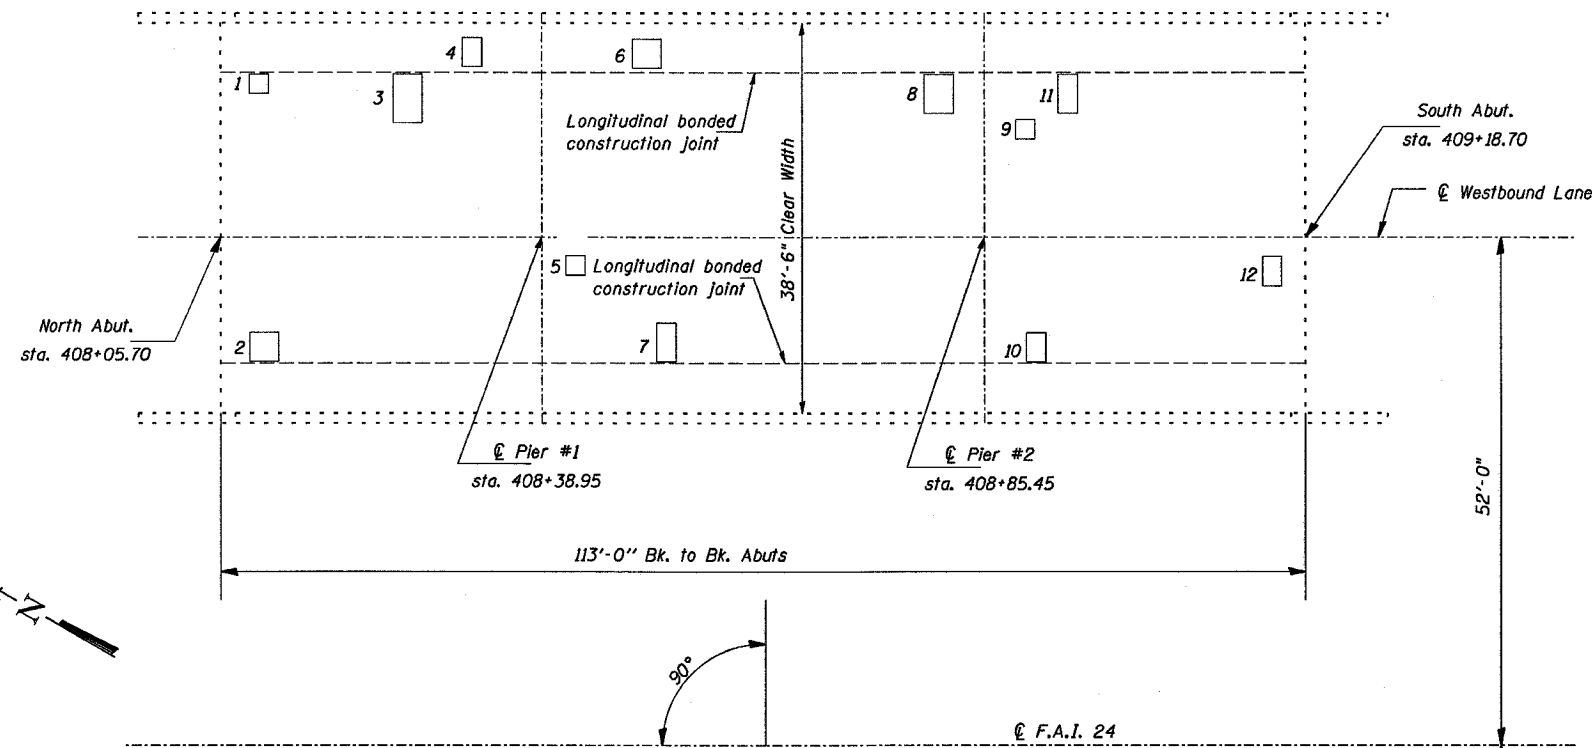 4
6
1
3
8
11
9
Longitudinal bonded
construction joint
38'-6" Clear Width
South Abut.
sta. 409+18.70
℄ Westbound Lane
5
Longitudinal bonded
construction joint
12
North Abut.
sta. 408+05.70
2
7
10
℄ Pier #1
sta. 408+38.95
℄ Pier #2
sta. 408+85.45
52'-0"
113'-0" Bk. to Bk. Abuts
N
90°
℄ F.A.I. 24